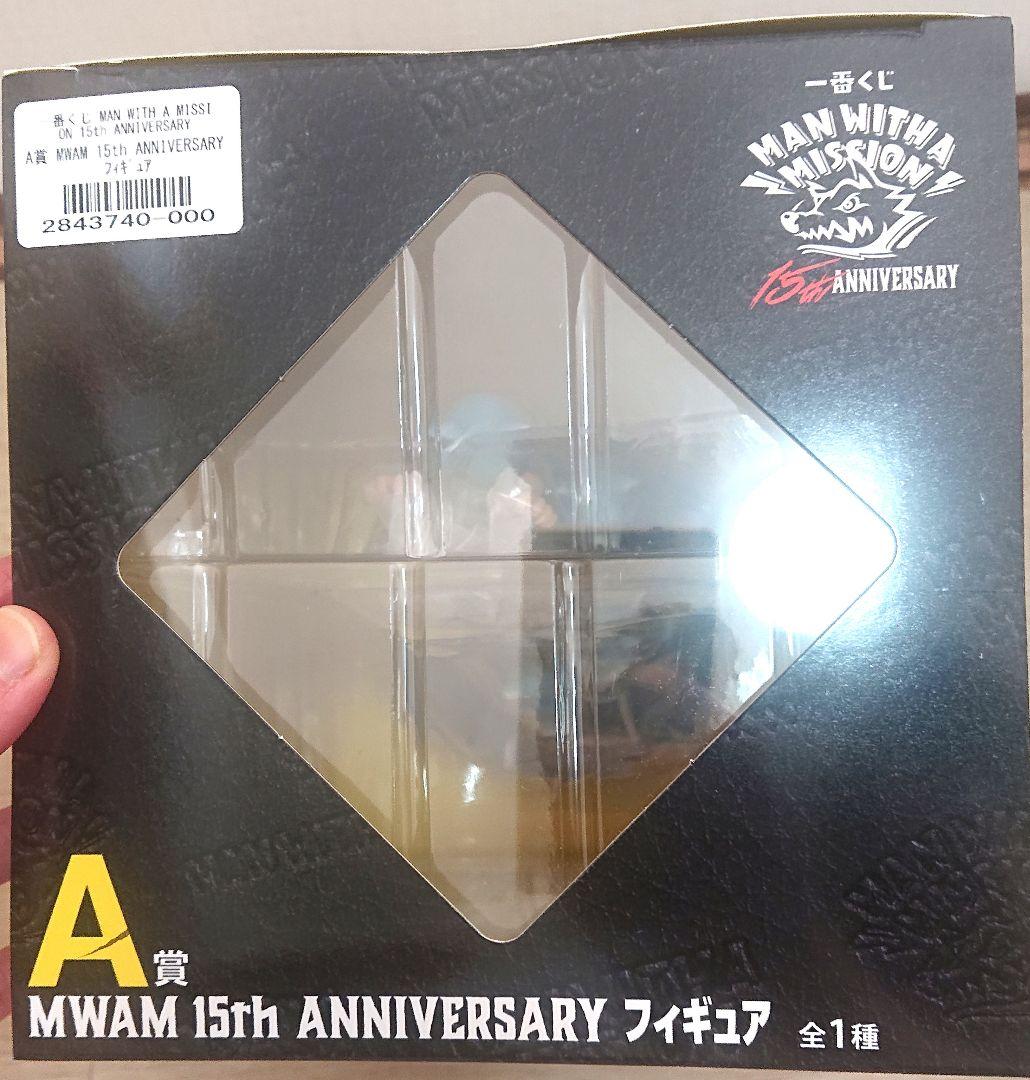 一番くじ MAN WITH A MISSI
ON 15th ANNIVERSARY
A賞 MWAM 15th ANNIVERSARY
ﾌｨｷﾞｭｱ
2843740-000
一番くじ
MAN WITH A
MISSION
15th ANNIVERSARY
A賞
MWAM 15th ANNIVERSARY フィギュア 全1種